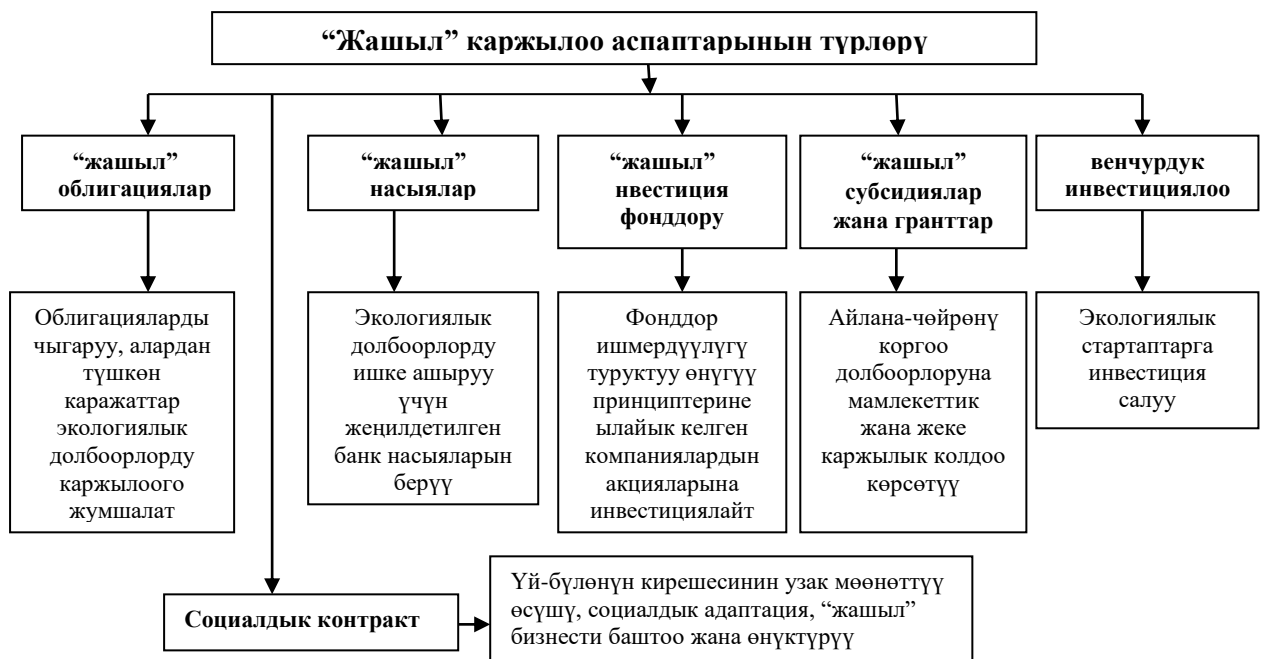 “Жашыл” каржылоо аспаптарынын түрлөрү
“жашыл”
облигациялар
“жашыл”
насыялар
“жашыл”
нвестиция
фонддору
“жашыл”
субсидиялар
жана гранттар
венчурдук
инвестициялоо
Облигацияларды
чыгаруу, алардан
түшкөн
каражаттар
экологиялык
долбоорлорду
каржылоого
жумшалат
Экологиялык
долбоорлорду
ишке ашыруу
үчүн
жеңилдетилген
банк насыяларын
берүү
Фонддор
ишмердүүлүгү
туруктуу өнүгүү
принциптерине
ылайык келген
компаниялардын
акцияларына
инвестициялайт
Айлана-чөйрөнү
коргоо
долбоорлоруна
мамлекеттик
жана жеке
каржылык колдоо
көрсөтүү
Экологиялык
стартаптарга
инвестиция
салуу
Социалдык контракт
Үй-бүлөнүн кирешесинин узак мөөнөттүү
өсүшү, социалдык адаптация, “жашыл”
бизнести баштоо жана өнүктүрүү